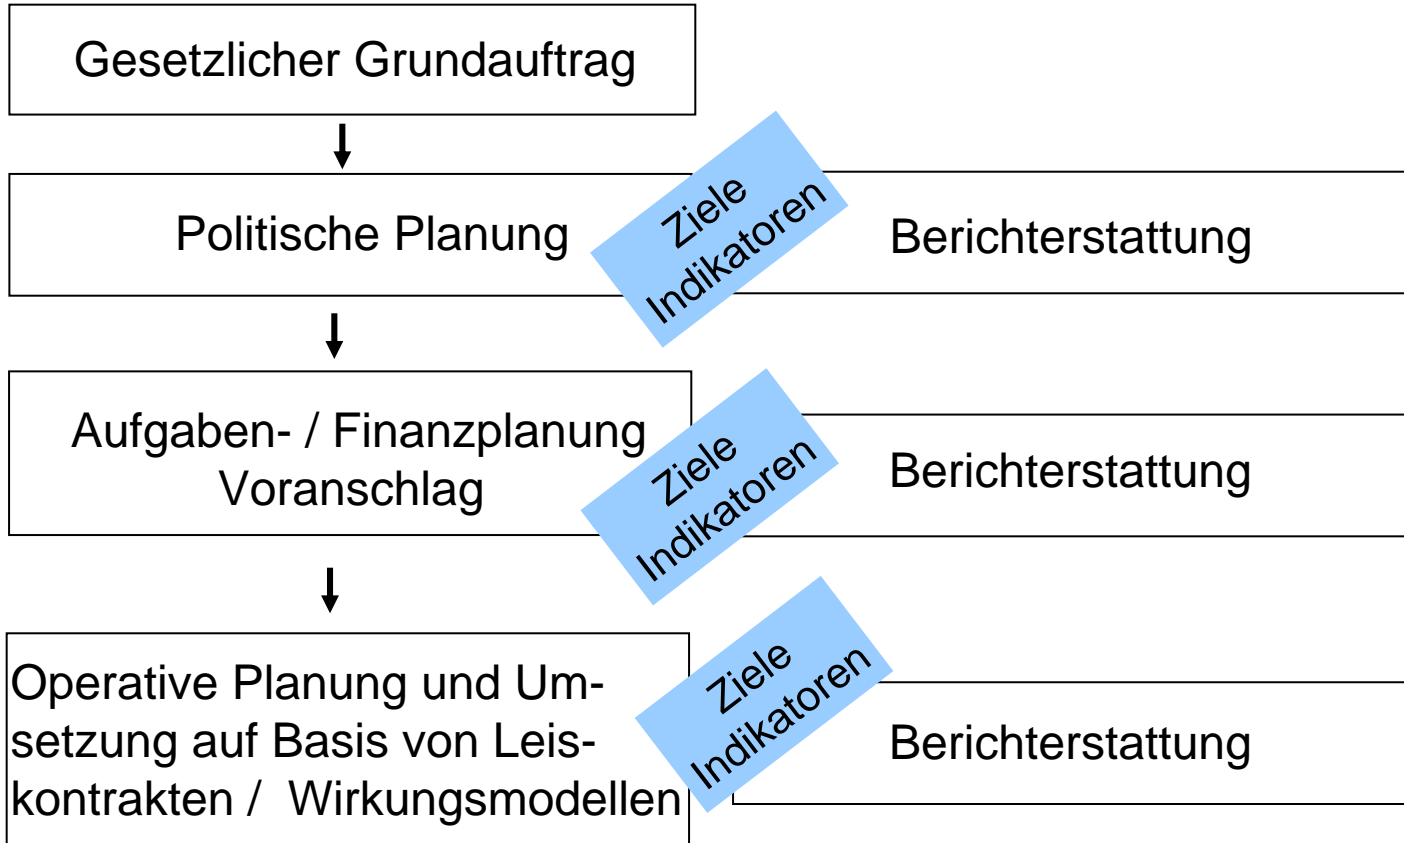 Gesetzlicher Grundauftrag
Politische Planung
Ziele
Indikatoren
Berichterstattung
Aufgaben- / Finanzplanung
Voranschlag
Ziele
Indikatoren
Berichterstattung
Operative Planung und Um-
setzung auf Basis von Leis-
kontrakten / Wirkungsmodellen
Ziele
Indikatoren
Berichterstattung